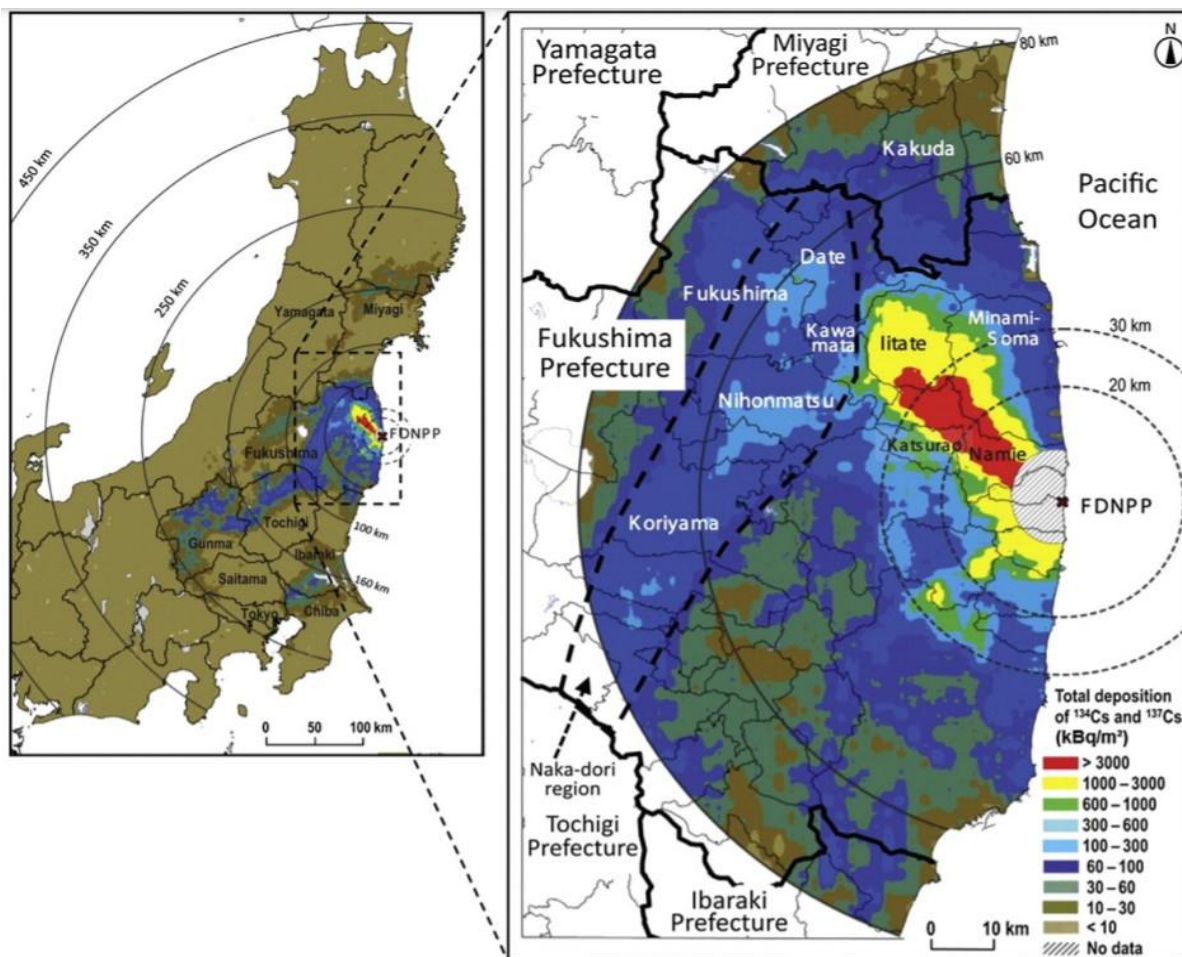 450 km
350 km
250 km
Yamagata
Miyagi
FDNPP
Fukushima
Tochigi
100 km
Gunma
Ibaraki
Saitama
160 km
Tokyo
Chiba
0 50 100 km
Yamagata
Prefecture
Miyagi
Prefecture
80 km
N
Kakuda
60 km
Pacific
Ocean
Date
Fukushima
Minami-
Soma
Kawa
mata
Iitate
30 km
Fukushima
Prefecture
20 km
Nihonmatsu
Katsurao
Namie
FDNPP
Koriyama
Total deposition
of ¹³⁴Cs and ¹³⁷Cs
(kBq/m²)
> 3000
1000 – 3000
600 – 1000
300 – 600
100 – 300
60 – 100
30 – 60
10 – 30
< 10
No data
Naka-dori
region
Tochigi
Prefecture
Ibaraki
Prefecture
0 10 km